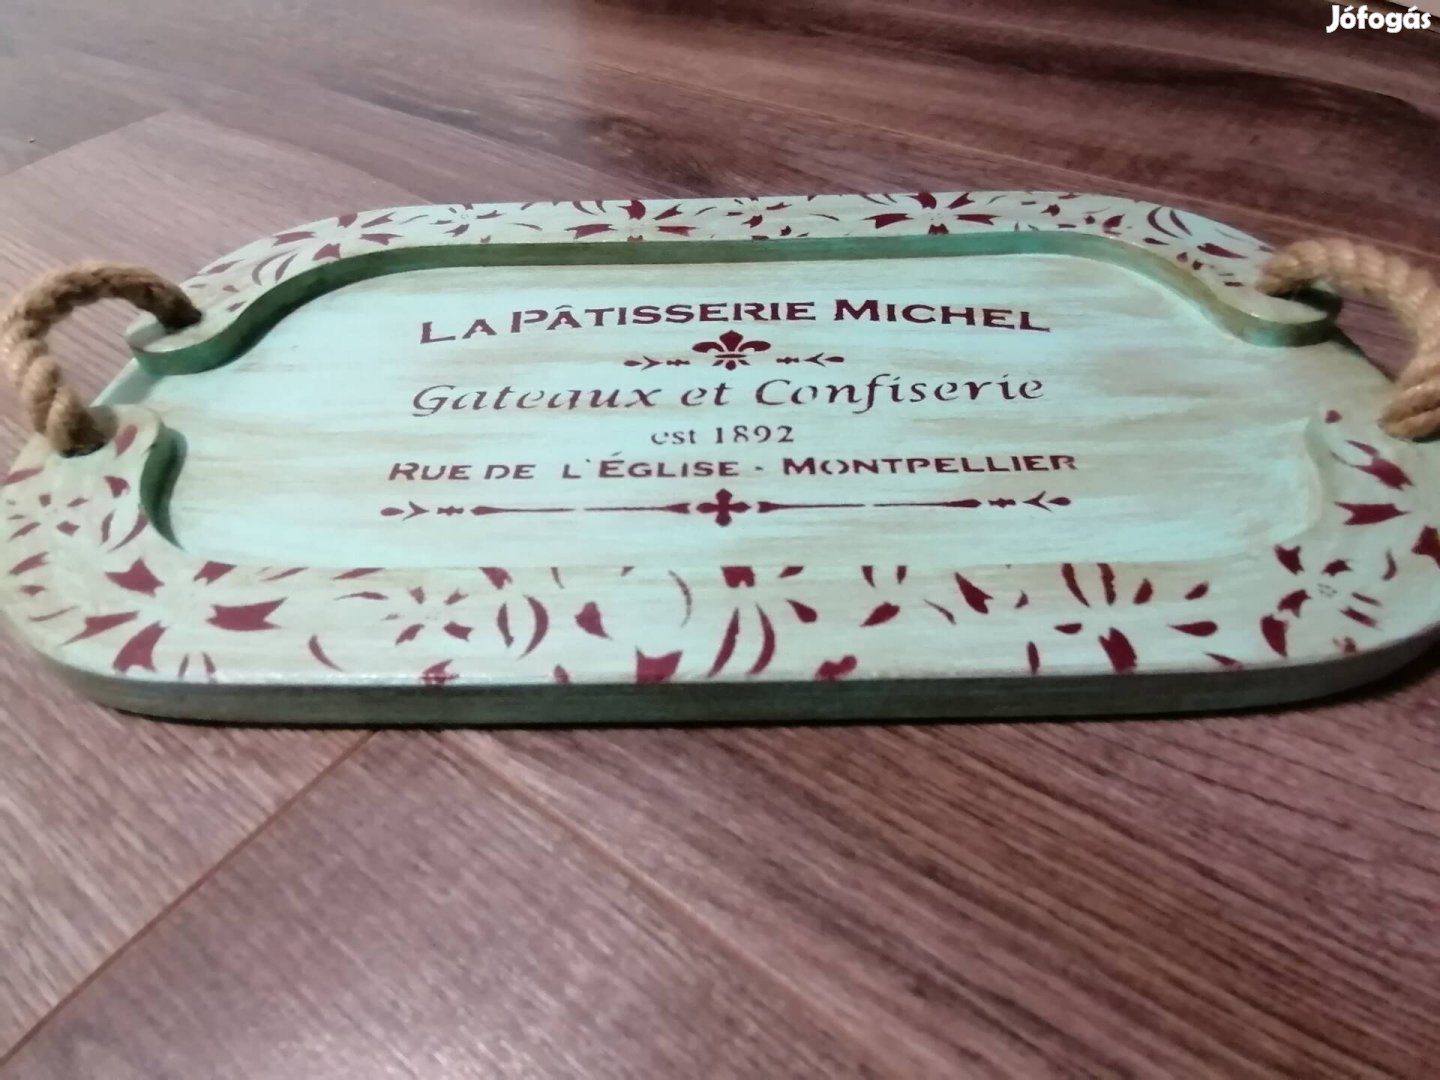 Jófogás
LA PÂTISSERIE MICHEL
Gateaux et Confiserie
est 1892
RUE DE L'ÉGLISE · MONTPELLIER